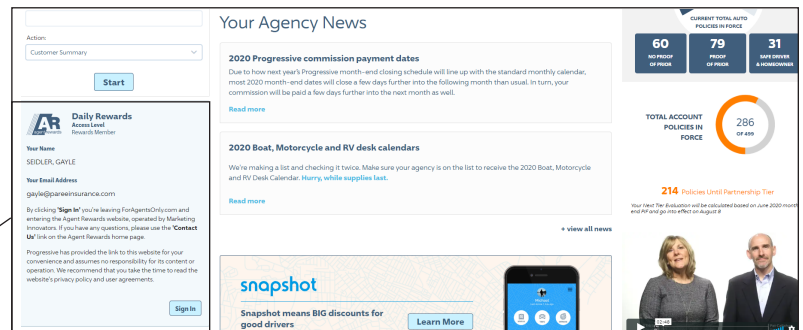 Action:
Customer Summary
Start
AR
Agent Rewards
Daily Rewards
Access Level
Rewards Member
Your Name
SEIDLER, GAYLE
Your Email Address
gayle@pareeinsurance.com
By clicking "Sign In" you're leaving ForAgentsOnly.com and
entering the Agent Rewards website, operated by Marketing
Innovators. If you have any questions, please use the "Contact
Us" link on the Agent Rewards home page.
Progressive has provided the link to this website for your
convenience and assumes no responsibility for its content or
operation. We recommend that you take the time to read the
website's privacy policy and user agreements.
Sign In
Your Agency News
2020 Progressive commission payment dates
Due to how next year's Progressive month-end closing schedule will line up with the standard monthly calendar,
most 2020 month-end dates will close a few days further into the following month than usual. In turn, your
commission will be paid a few days further into the next month as well.
Read more
2020 Boat, Motorcycle and RV desk calendars
We're making a list and checking it twice. Make sure your agency is on the list to receive the 2020 Boat, Motorcycle
and RV Desk Calendar. Hurry, while supplies last.
Read more
+ view all news
snapshot
Snapshot means BIG discounts for
good drivers
Learn More
Michael
CURRENT TOTAL AUTO
POLICIES IN FORCE
60
NO PROOF
OF PRIOR
79
PROOF
OF PRIOR
31
SAFE DRIVER
& HOMEOWNER
TOTAL ACCOUNT
POLICIES IN
FORCE
286
OF 499
214 Policies Until Partnership Tier
Your Next Tier Evaluation will be calculated based on June 2020 month
end PIF and go into effect on August 8
02:48